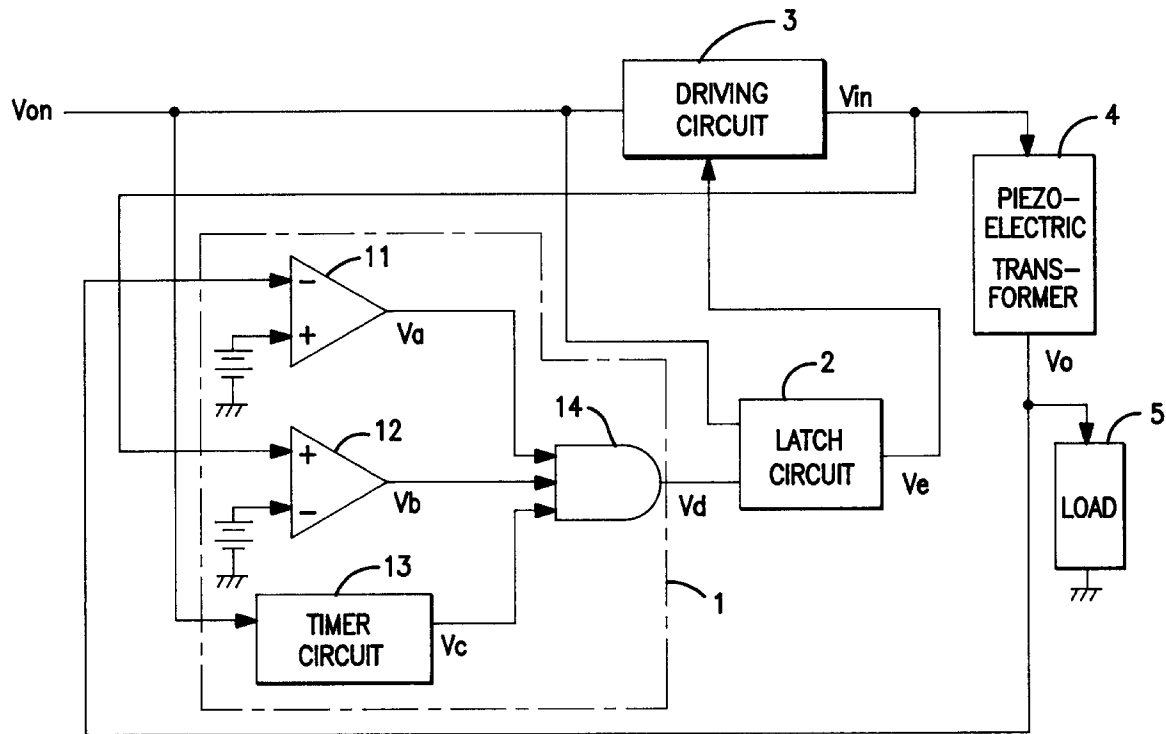 3
Von
DRIVING
CIRCUIT
Vin
4
PIEZO-
ELECTRIC
TRANS-
FORMER
11
−
+
Va
Vo
2
14
5
12
+
−
Vb
LATCH
CIRCUIT
Vd
Ve
LOAD
13
1
TIMER
CIRCUIT
Vc